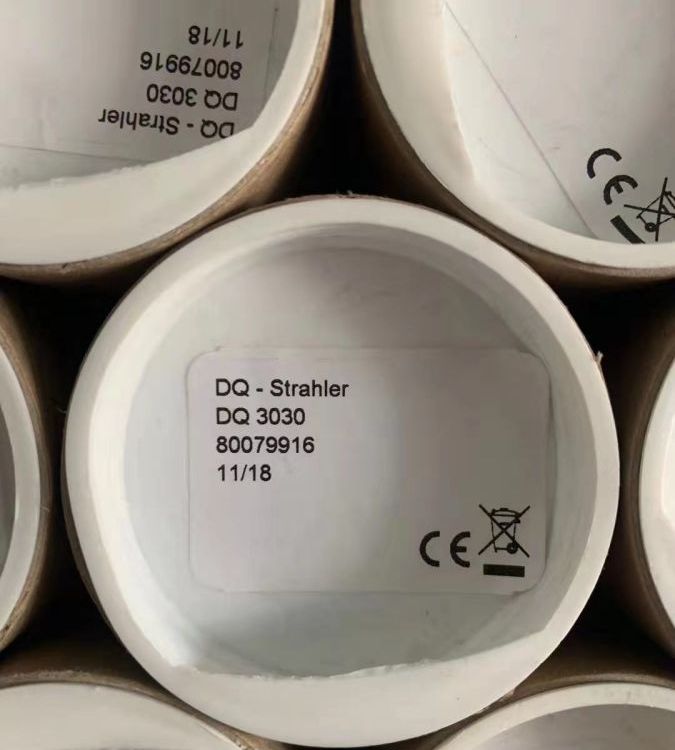 11/18
80079916
DQ 3030
DQ - Strahler
CE
DQ - Strahler
DQ 3030
80079916
11/18
CE